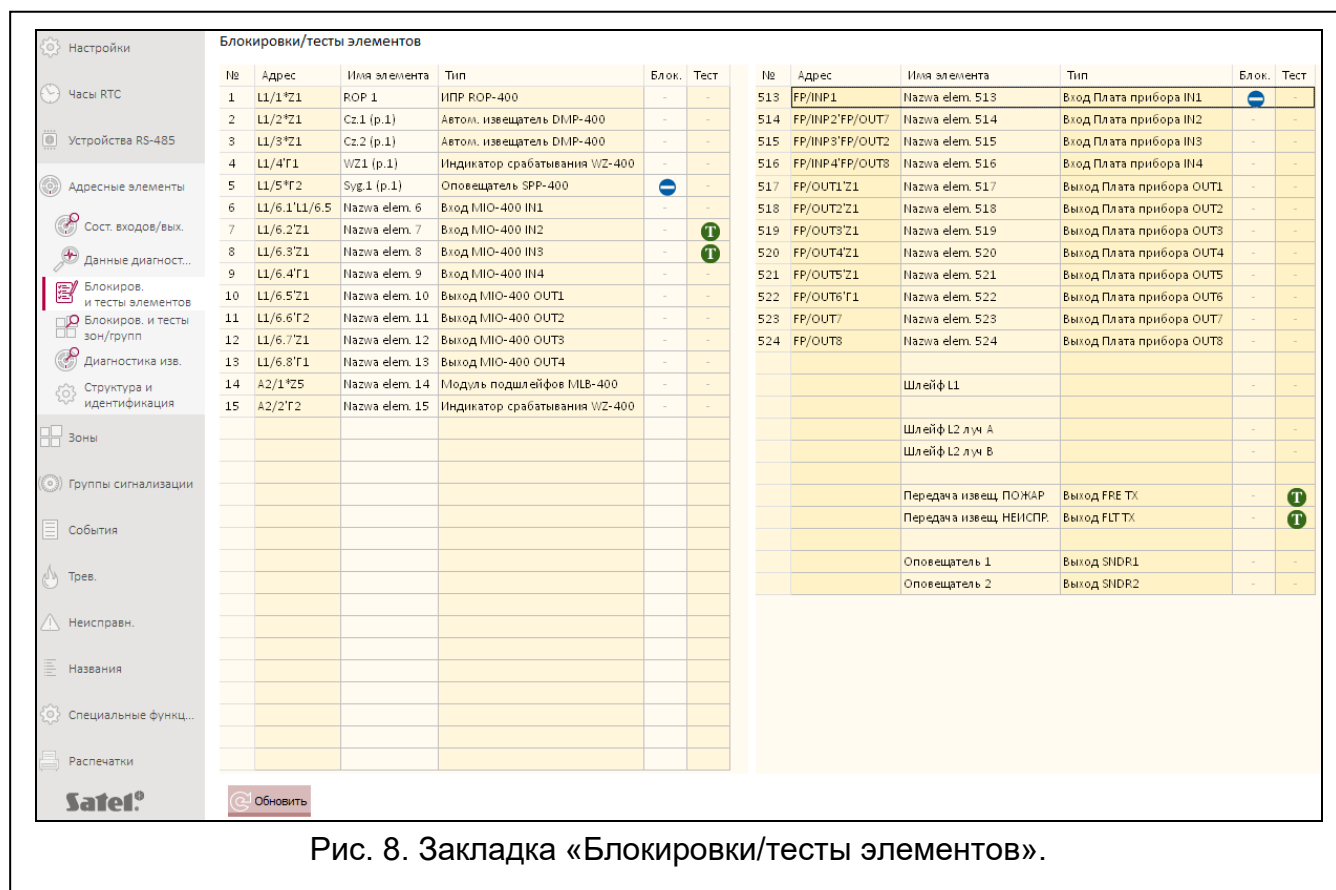 Настройки
Часы RTC
Устройства RS-485
Адресные элементы
Сост. входов/вых.
Данные диагност...
Блокиров.
и тесты элементов
Блокиров. и тесты
зон/групп
Диагностика изв.
Структура и
идентификация
Зоны
Группы сигнализации
События
Трев.
Неисправн.
Названия
Специальные функц...
Распечатки
Satel®
Блокировки/тесты элементов
№ Адрес Имя элемента Тип Блок. Тест
1 L1/1*Z1 ROP 1 ИПР ROP-400 - -
2 L1/2*Z1 Cz.1 (p.1) Автом. извещатель DMP-400 - -
3 L1/3*Z1 Cz.2 (p.1) Автом. извещатель DMP-400 - -
4 L1/4'Г1 WZ1 (p.1) Индикатор срабатывания WZ-400 - -
5 L1/5*Г2 Syg.1 (p.1) Оповещатель SPP-400 -
6 L1/6.1'L1/6.5 Nazwa elem. 6 Вход MIO-400 IN1 - -
7 L1/6.2'Z1 Nazwa elem. 7 Вход MIO-400 IN2 - T
8 L1/6.3'Z1 Nazwa elem. 8 Вход MIO-400 IN3 - T
9 L1/6.4'Г1 Nazwa elem. 9 Вход MIO-400 IN4 - -
10 L1/6.5'Z1 Nazwa elem. 10 Выход MIO-400 OUT1 - -
11 L1/6.6'Г2 Nazwa elem. 11 Выход MIO-400 OUT2 - -
12 L1/6.7'Z1 Nazwa elem. 12 Выход MIO-400 OUT3 - -
13 L1/6.8'Г1 Nazwa elem. 13 Выход MIO-400 OUT4 - -
14 A2/1*Z5 Nazwa elem. 14 Модуль подшлейфов MLB-400 - -
15 A2/2'Г2 Nazwa elem. 15 Индикатор срабатывания WZ-400 - -
№ Адрес Имя элемента Тип Блок. Тест
513 FP/INP1 Nazwa elem. 513 Вход Плата прибора IN1 -
514 FP/INP2'FP/OUT7 Nazwa elem. 514 Вход Плата прибора IN2 - -
515 FP/INP3'FP/OUT2 Nazwa elem. 515 Вход Плата прибора IN3 - -
516 FP/INP4'FP/OUT8 Nazwa elem. 516 Вход Плата прибора IN4 - -
517 FP/OUT1'Z1 Nazwa elem. 517 Выход Плата прибора OUT1 - -
518 FP/OUT2'Z1 Nazwa elem. 518 Выход Плата прибора OUT2 - -
519 FP/OUT3'Z1 Nazwa elem. 519 Выход Плата прибора OUT3 - -
520 FP/OUT4'Z1 Nazwa elem. 520 Выход Плата прибора OUT4 - -
521 FP/OUT5'Z1 Nazwa elem. 521 Выход Плата прибора OUT5 - -
522 FP/OUT6'Г1 Nazwa elem. 522 Выход Плата прибора OUT6 - -
523 FP/OUT7 Nazwa elem. 523 Выход Плата прибора OUT7 - -
524 FP/OUT8 Nazwa elem. 524 Выход Плата прибора OUT8 - -
Шлейф L1 - -
Шлейф L2 луч A - -
Шлейф L2 луч B - -
Передача извещ. ПОЖАР Выход FRE TX - T
Передача извещ. НЕИСПР. Выход FLT TX - T
Оповещатель 1 Выход SNDR1 - -
Оповещатель 2 Выход SNDR2 - -
Обновить
Рис. 8. Закладка «Блокировки/тесты элементов».